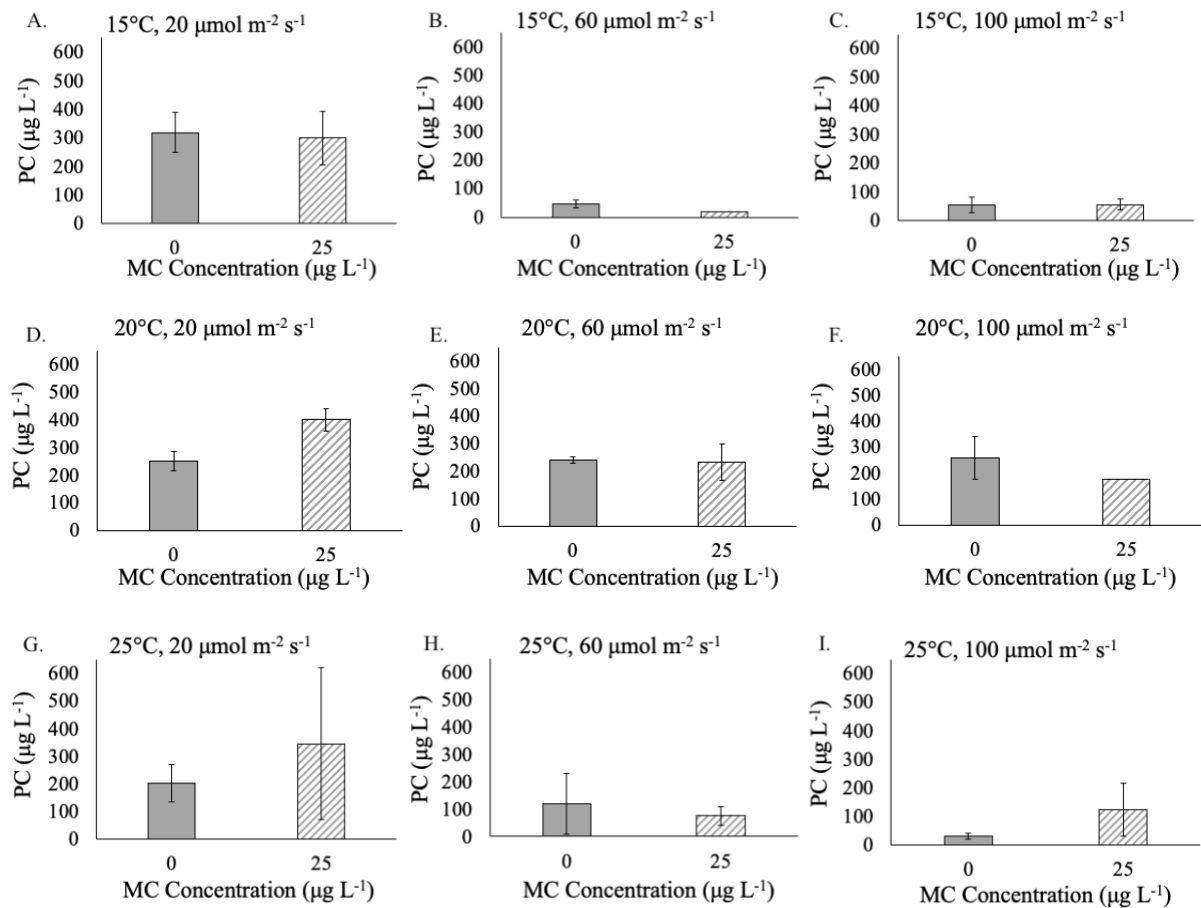 A. 15°C, 20 μmol m⁻² s⁻¹
PC (μg L⁻¹)
600
500
400
300
200
100
0
0 25
MC Concentration (μg L⁻¹)
B. 15°C, 60 μmol m⁻² s⁻¹
PC (μg L⁻¹)
600
500
400
300
200
100
0
0 25
MC Concentration (μg L⁻¹)
C. 15°C, 100 μmol m⁻² s⁻¹
PC (μg L⁻¹)
600
500
400
300
200
100
0
0 25
MC Concentration (μg L⁻¹)
D. 20°C, 20 μmol m⁻² s⁻¹
PC (μg L⁻¹)
600
500
400
300
200
100
0
0 25
MC Concentration (μg L⁻¹)
E. 20°C, 60 μmol m⁻² s⁻¹
PC (μg L⁻¹)
600
500
400
300
200
100
0
0 25
MC Concentration (μg L⁻¹)
F. 20°C, 100 μmol m⁻² s⁻¹
PC (μg L⁻¹)
600
500
400
300
200
100
0
0 25
MC Concentration (μg L⁻¹)
G. 25°C, 20 μmol m⁻² s⁻¹
PC (μg L⁻¹)
600
500
400
300
200
100
0
0 25
MC Concentration (μg L⁻¹)
H. 25°C, 60 μmol m⁻² s⁻¹
PC (μg L⁻¹)
600
500
400
300
200
100
0
0 25
MC Concentration (μg L⁻¹)
I. 25°C, 100 μmol m⁻² s⁻¹
PC (μg L⁻¹)
600
500
400
300
200
100
0
0 25
MC Concentration (μg L⁻¹)